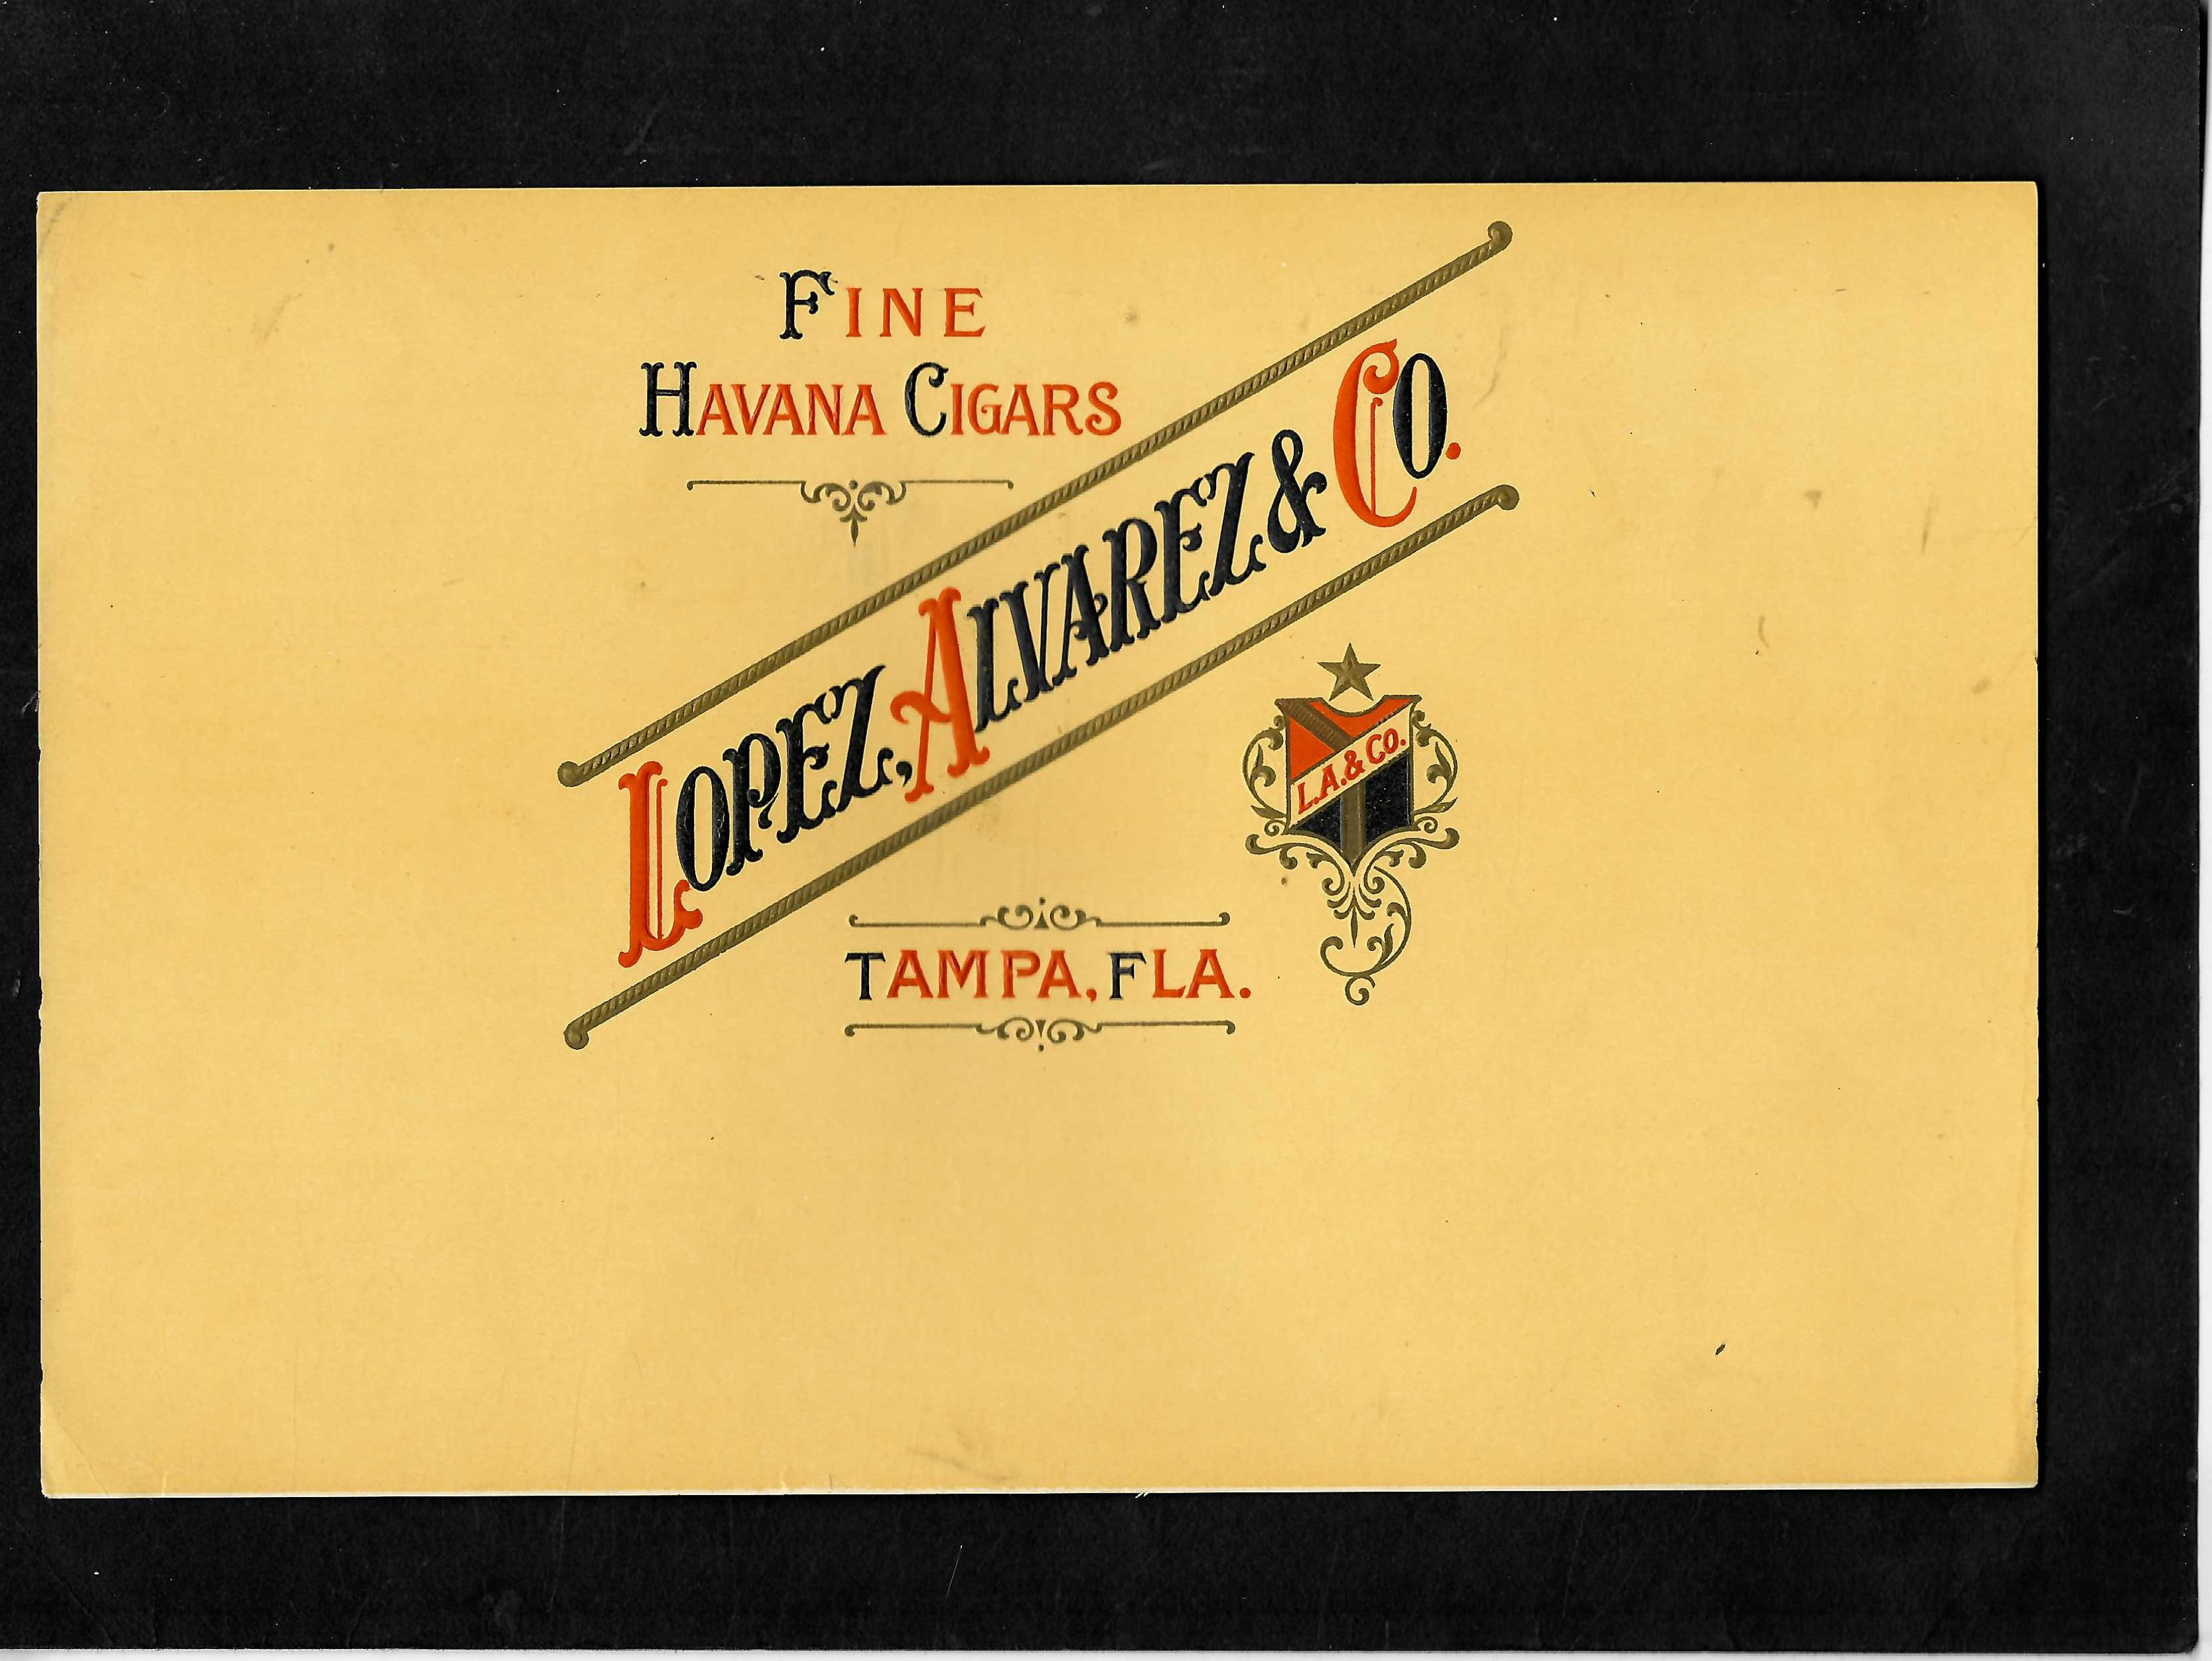 FINE
HAVANA CIGARS
LOPEZ, ALVAREZ & CO.
L.A.& CO.
TAMPA, FLA.